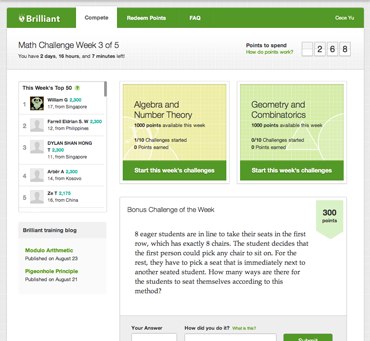 Brilliant
Compete
Redeem Points
FAQ
Cece Yu
Math Challenge Week 3 of 5
You have 2 days, 16 hours, and 7 minutes left!
Points to spend
How do points work?
2 6 8
This Week's Top 50 ?
1 William G 2,300
17, from Singapore
2 Farrell Eldrian S. W 2,300
12, from Philippines
3 DYLAN SHAN HONG
T 2,300
11, from Singapore
4 Arbër A 2,300
14, from Kosovo
5 Ze T 2,175
16, from China
Algebra and
Number Theory
1000 points available this week
1/10 Challenges started
0 Points earned
Start this week's challenges
Geometry and
Combinatorics
1000 points available this week
0/10 Challenges started
0 Points earned
Start this week's challenges
Brilliant training blog
Modulo Arithmetic
Published on August 23
Pigeonhole Principle
Published on August 21
Bonus Challenge of the Week
300
points
8 eager students are in line to take their seats in the first
row, which has exactly 8 chairs. The student decides that
the first person could pick any chair to sit on. For the
rest, they have to pick a seat that is immediately next to
another seated student. How many ways are there for
the students to seat themselves according to this
method?
Your Answer
How did you do it? What is this?
Submit